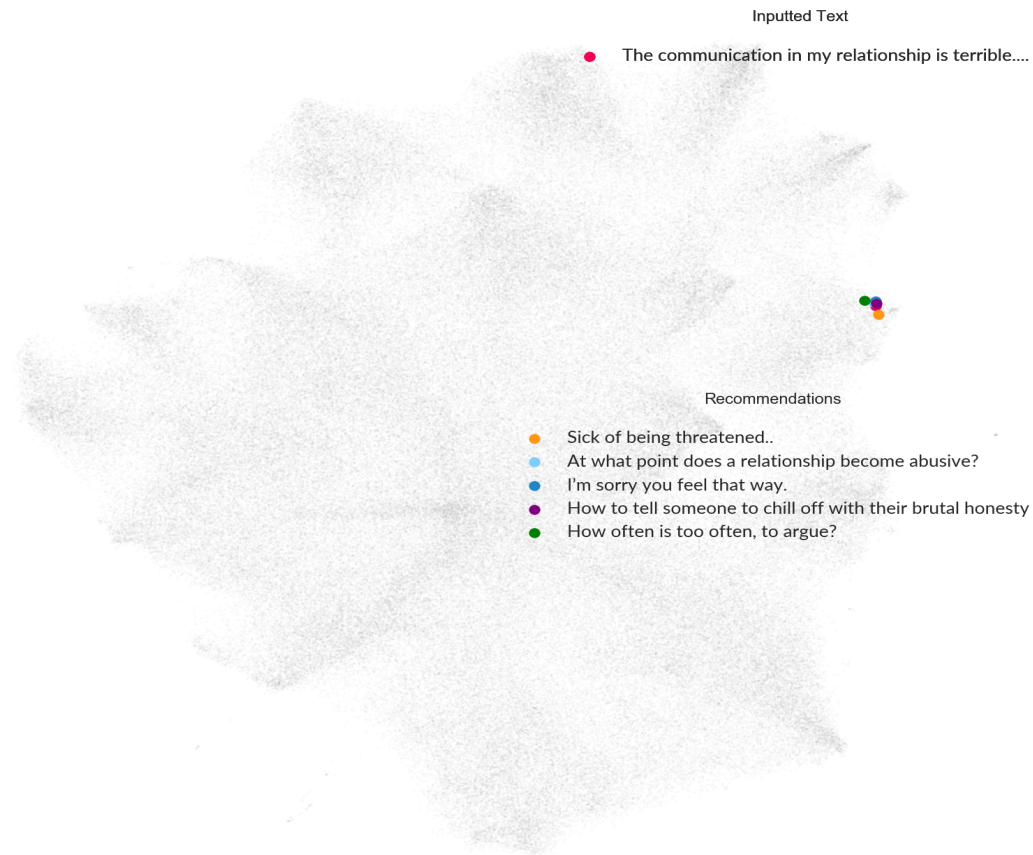 Inputted Text
The communication in my relationship is terrible....
Recommendations
Sick of being threatened..
At what point does a relationship become abusive?
I'm sorry you feel that way.
How to tell someone to chill off with their brutal honesty
How often is too often, to argue?